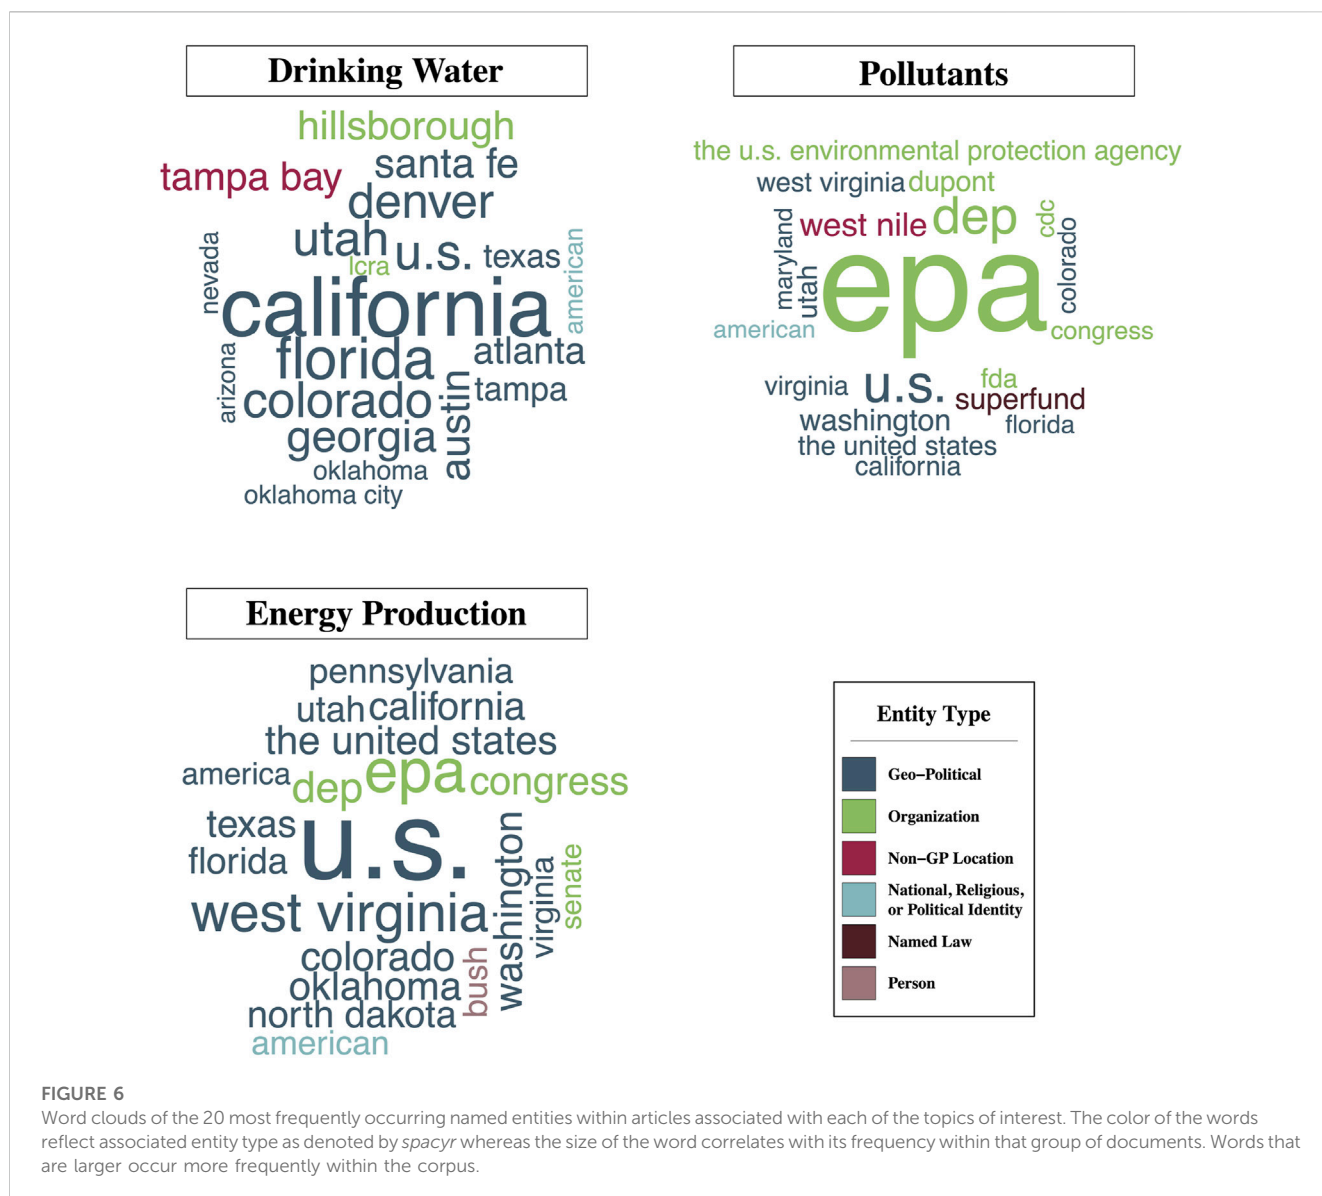 Drinking Water
hillsborough
tampa bay
santa fe
denver
utah
u.s.
texas
american
lcra
nevada
california
florida
atlanta
arizona
colorado
austin
tampa
georgia
oklahoma
oklahoma city
Pollutants
the u.s. environmental protection agency
west virginia
dupont
maryland
west nile
dep
cdc
colorado
utah
epa
american
congress
virginia
u.s.
fda
superfund
washington
florida
the united states
california
Energy Production
pennsylvania
utah
california
the united states
america
dep
epa
congress
texas
u.s.
florida
washington
virginia
senate
west virginia
colorado
oklahoma
bush
north dakota
american
Entity Type
Geo-Political
Organization
Non-GP Location
National, Religious,
or Political Identity
Named Law
Person
FIGURE 6
Word clouds of the 20 most frequently occurring named entities within articles associated with each of the topics of interest. The color of the words
reflect associated entity type as denoted by spacyr whereas the size of the word correlates with its frequency within that group of documents. Words that
are larger occur more frequently within the corpus.